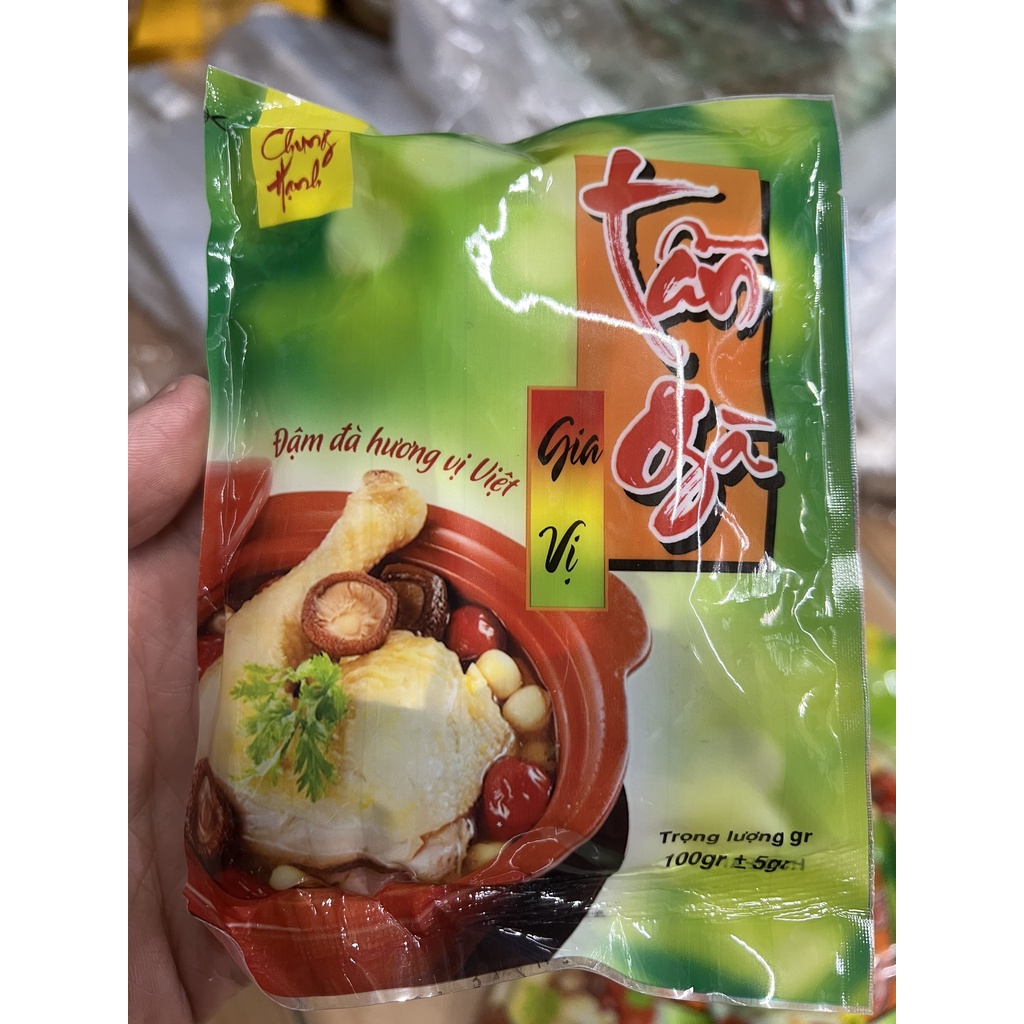 Chung
Hạnh
tần
gà
Gia
Vị
Đậm đà hương vị Việt
Trọng lượng gr
100gr ± 5gr